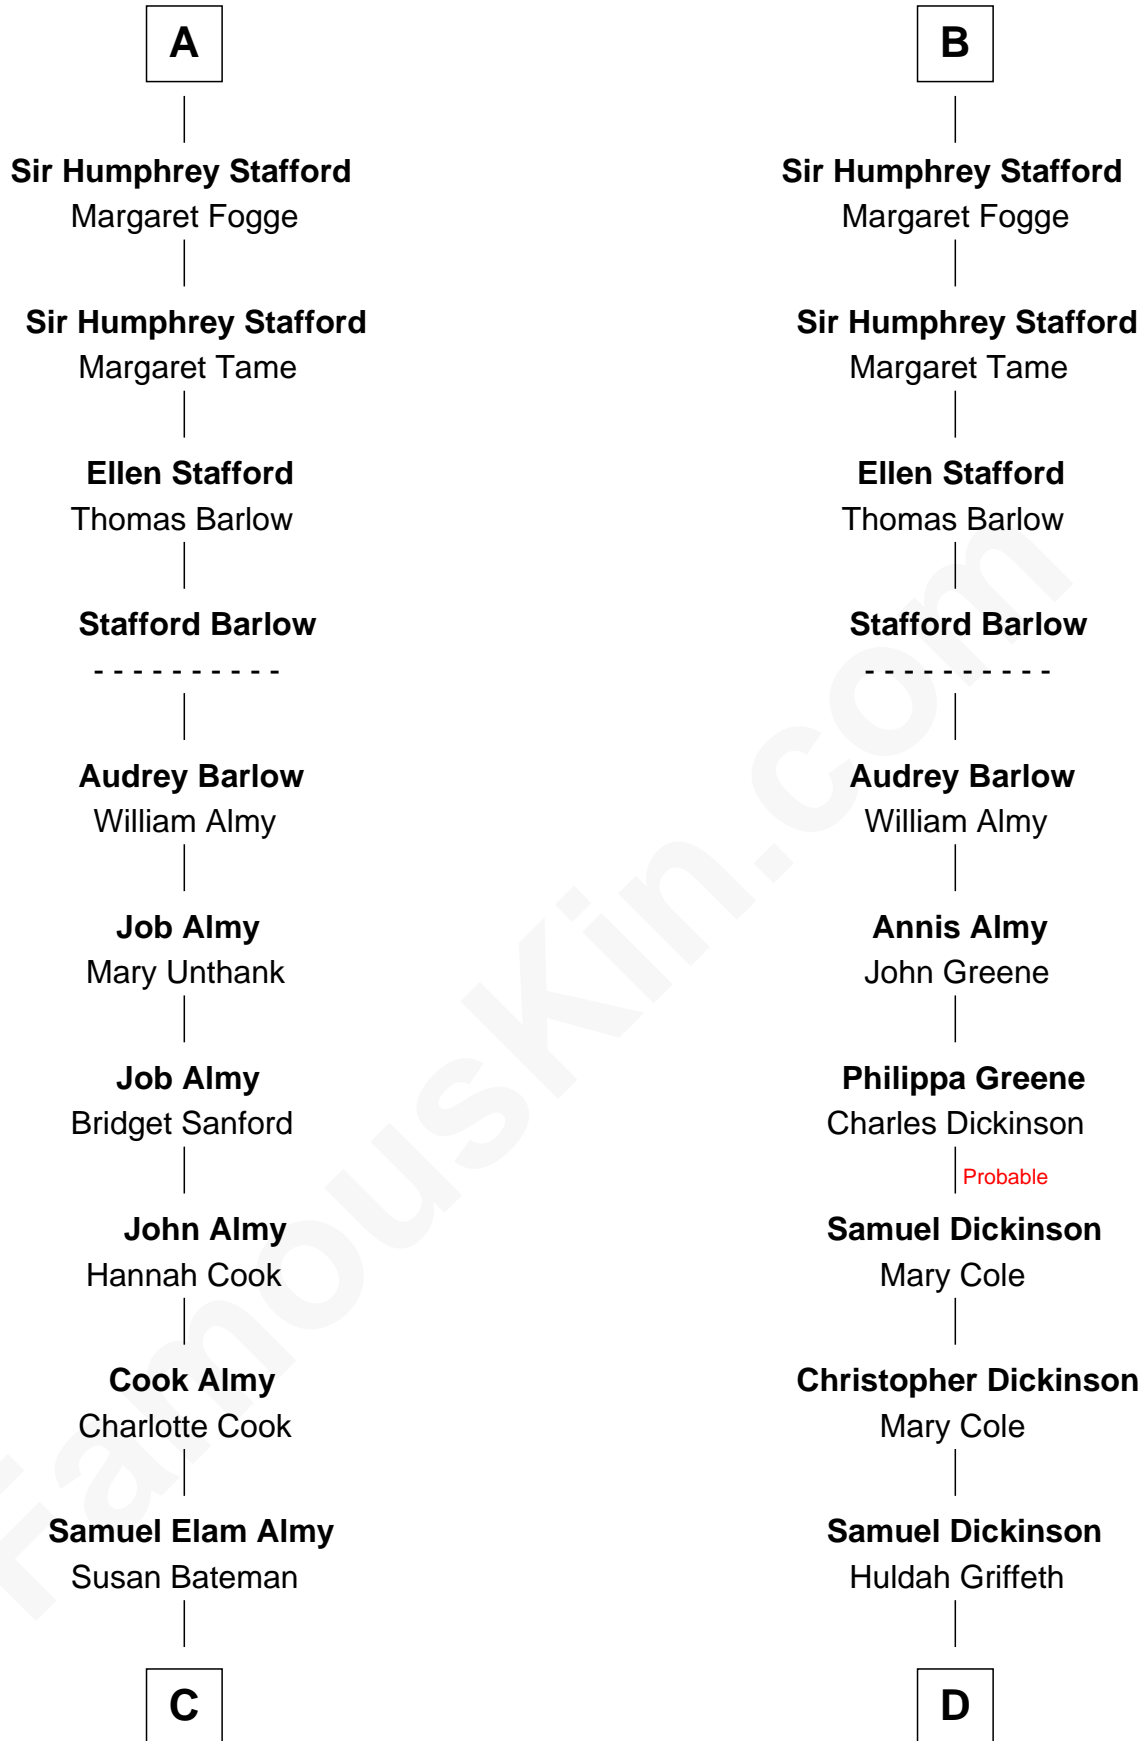 A
Sir Humphrey Stafford
Margaret Fogge
Sir Humphrey Stafford
Margaret Tame
Ellen Stafford
Thomas Barlow
Stafford Barlow
- - - - - - - - - -
Audrey Barlow
William Almy
Job Almy
Mary Unthank
Job Almy
Bridget Sanford
John Almy
Hannah Cook
Cook Almy
Charlotte Cook
Samuel Elam Almy
Susan Bateman
C
B
Sir Humphrey Stafford
Margaret Fogge
Sir Humphrey Stafford
Margaret Tame
Ellen Stafford
Thomas Barlow
Stafford Barlow
- - - - - - - - - -
Audrey Barlow
William Almy
Annis Almy
John Greene
Philippa Greene
Charles Dickinson
Probable
Samuel Dickinson
Mary Cole
Christopher Dickinson
Mary Cole
Samuel Dickinson
Huldah Griffeth
D
FamousKin.com